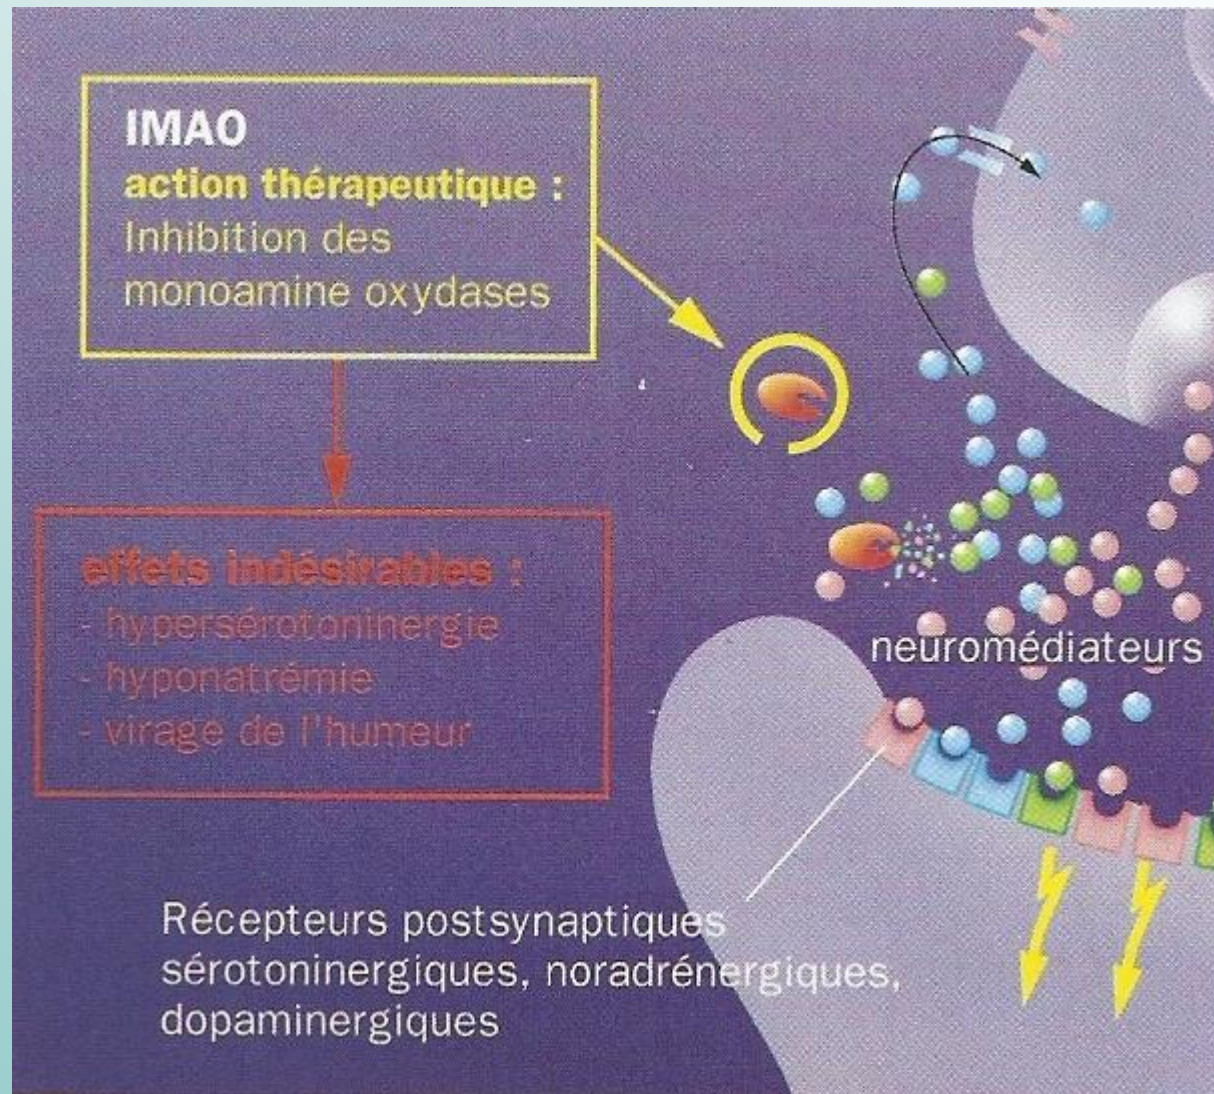 IMAO
action thérapeutique :
Inhibition des
monoamine oxydases
effets indésirables :
- hypersérotoninergie
- hyponatrémie
- virage de l'humeur
neuromédiateurs
Récepteurs postsynaptiques
sérotoninergiques, noradrénergiques,
dopaminergiques